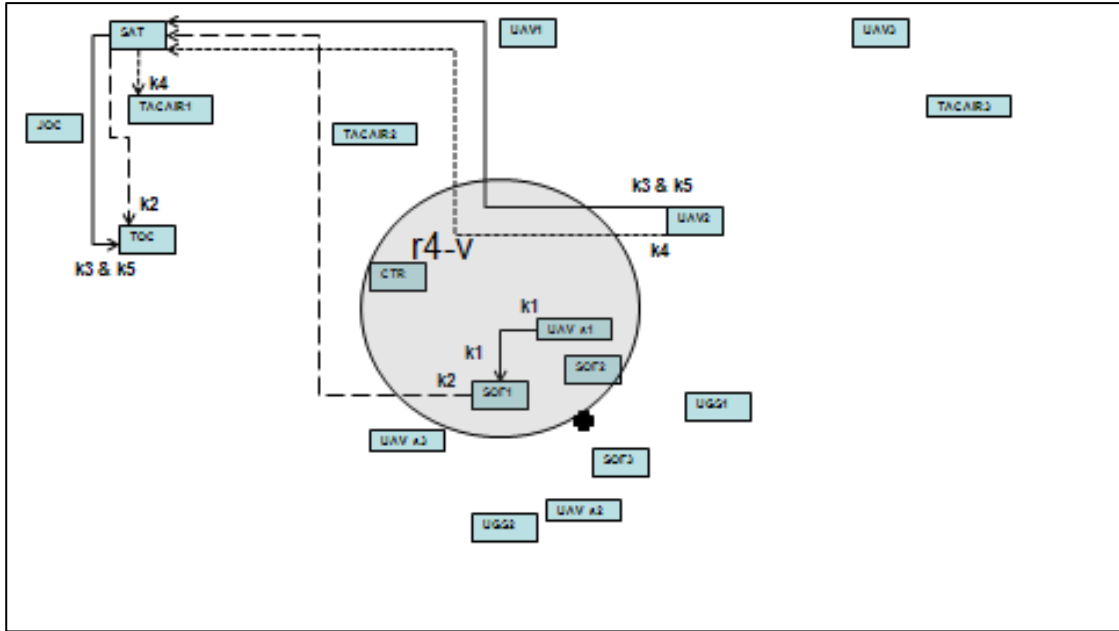 SAT
UAV1
UAV3
k4
TACAIR1
TACAIR3
JOC
TACAIR2
k3 & k5
k2
UAV2
TOC
r4-v
k4
k3 & k5
CTR
k1
UAV a1
k1
SOF2
k2
SOF1
UGS1
UAV a3
SOF3
UAV a2
UGS2